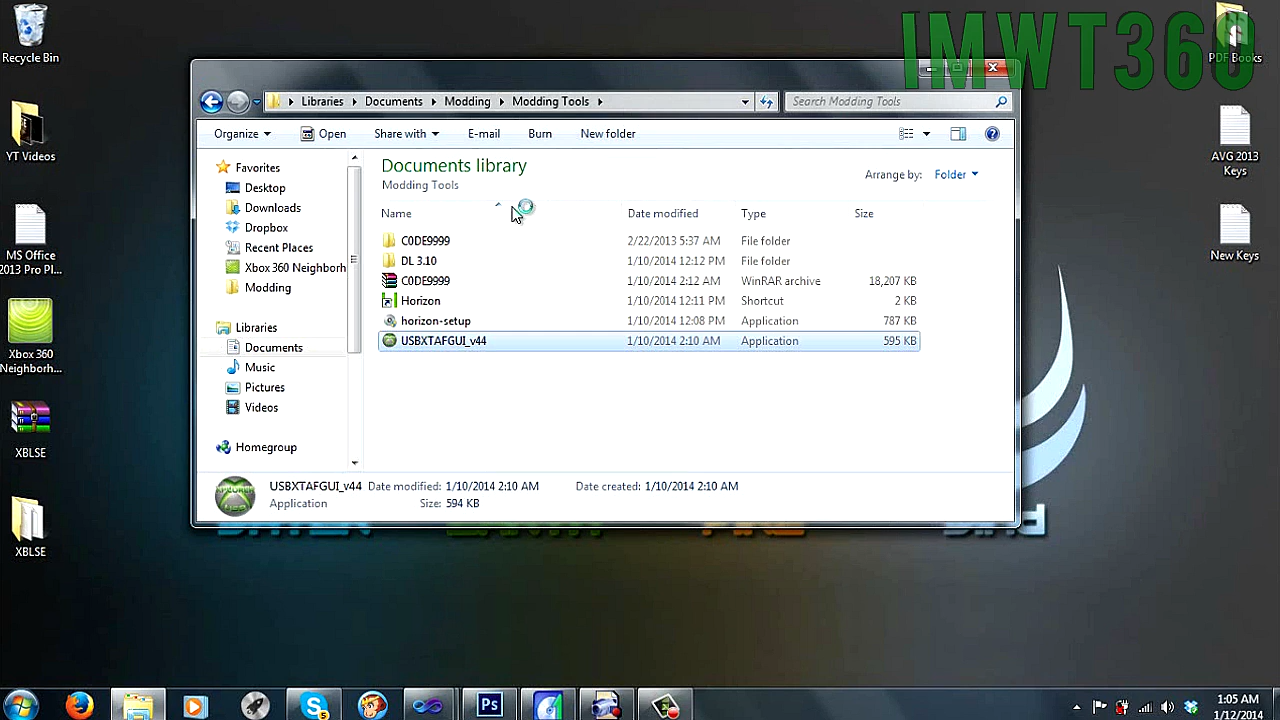 IMWT360
Recycle Bin
PDF Books
YT Videos
AVG 2013
Keys
MS Office
2013 Pro Pl...
New Keys
Xbox 360
Neighborh...
XBLSE
XBLSE
Libraries
Documents
Modding
Modding Tools
Search Modding Tools
Organize
Open
Share with
E-mail
Burn
New folder
Favorites
Desktop
Downloads
Dropbox
Recent Places
Xbox 360 Neighborh
Modding
Libraries
Documents
Music
Pictures
Videos
Homegroup
Documents library
Modding Tools
Arrange by: Folder
Name Date modified Type Size
C0DE9999 2/22/2013 5:37 AM File folder
DL 3.10 1/10/2014 12:12 PM File folder
C0DE9999 1/10/2014 2:12 AM WinRAR archive 18,207 KB
Horizon 1/10/2014 12:11 PM Shortcut 2 KB
horizon-setup 1/10/2014 12:08 PM Application 787 KB
USBXTAFGUI_v44 1/10/2014 2:10 AM Application 595 KB
USBXTAFGUI_v44 Date modified: 1/10/2014 2:10 AM Date created: 1/10/2014 2:10 AM
Application Size: 594 KB
Ps
1:05 AM
1/12/2014